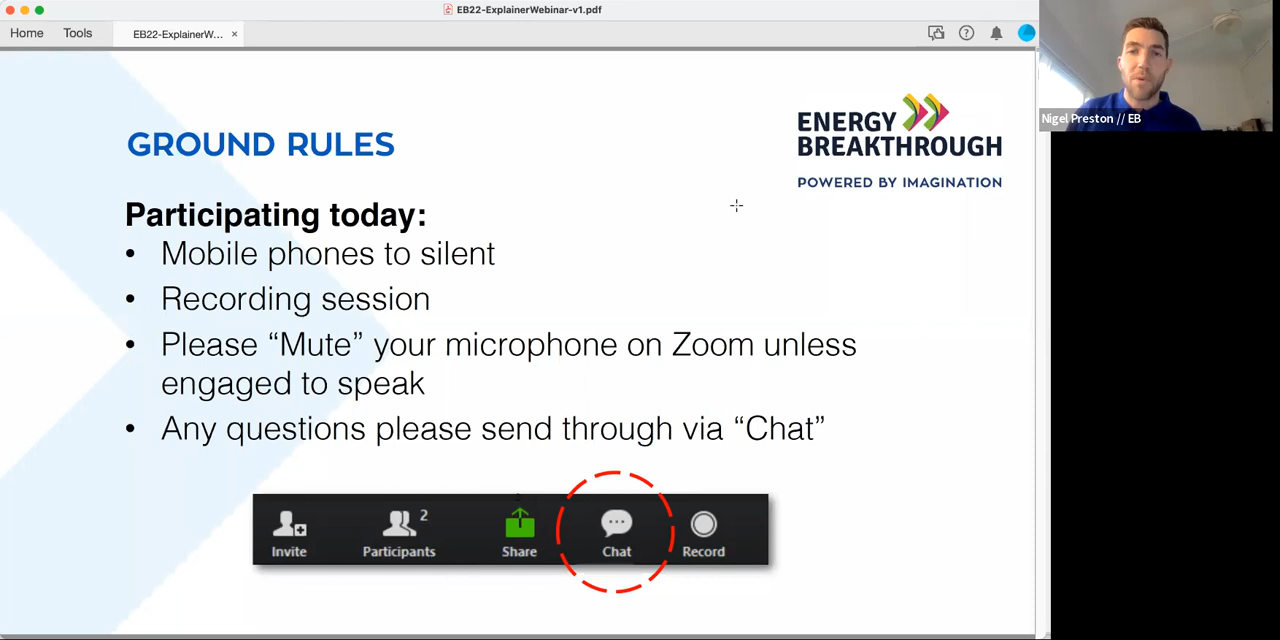 EB22-ExplainerWebinar-v1.pdf
Home
Tools
EB22-ExplainerW...
GROUND RULES
ENERGY
BREAKTHROUGH
POWERED BY IMAGINATION
Nigel Preston // EB
Participating today:
• Mobile phones to silent
• Recording session
• Please “Mute” your microphone on Zoom unless
engaged to speak
• Any questions please send through via “Chat”
2
Invite
Participants
Share
Chat
Record